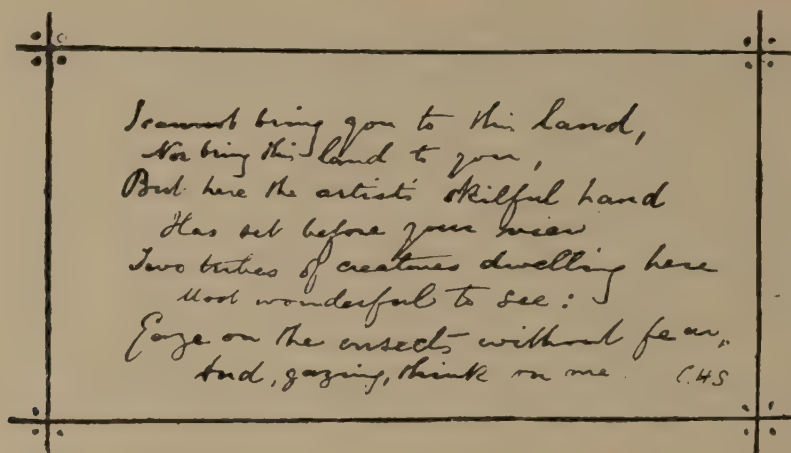 I cannot bring you to this land,
Nor bring this land to you,
But here the artist's skilful hand
Has set before your view
Two tribes of creatures dwelling here
Most wonderful to see:
Gaze on the insects without fear,
And, gazing, think on me. C.H.S